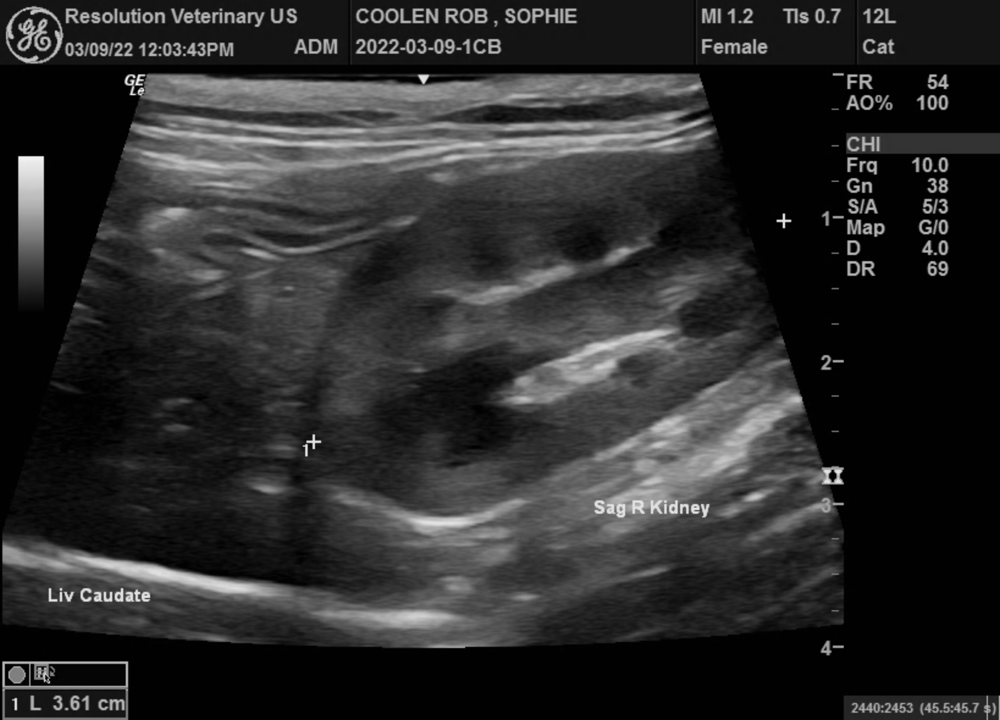 Resolution Veterinary US
03/09/22 12:03:43PM ADM
COOLEN ROB , SOPHIE
2022-03-09-1CB
MI 1.2 TIs 0.7
Female
12L
Cat
GE
Le
FR 54
AO% 100
CHI
Frq 10.0
Gn 38
S/A 5/3
Map G/0
D 4.0
DR 69
1
2
3
4
1
Sag R Kidney
Liv Caudate
1 L 3.61 cm
2440:2453 (45.5:45.7 s)